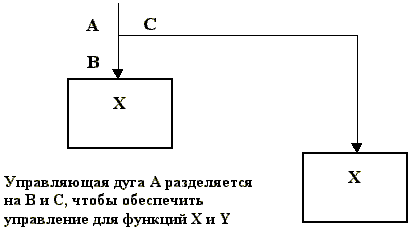 A C
B
X
X
Управляющая дуга А разделяется
на В и С, чтобы обеспечить
управление для функций X и Y